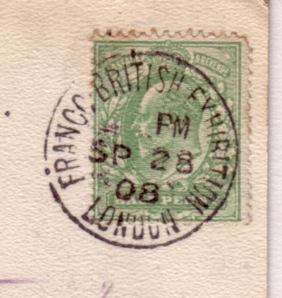 FRANCO. BRITISH EXHIBITION
PM
SP 28
08
LONDON